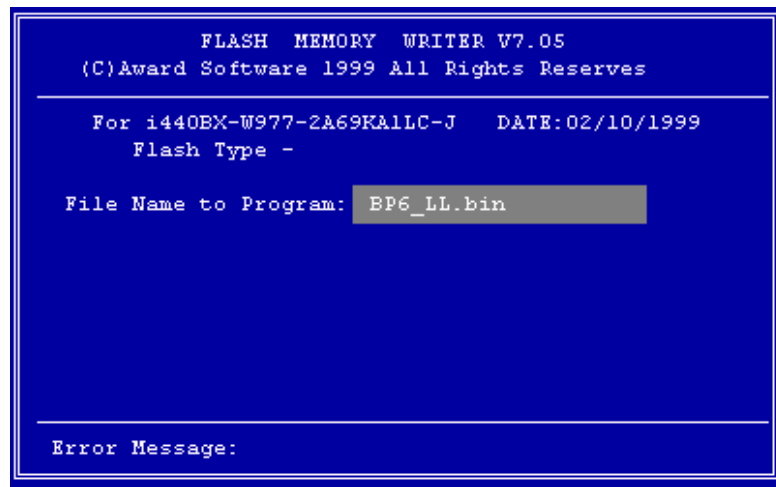 FLASH MEMORY WRITER V7.05
(C)Award Software 1999 All Rights Reserves
For i440BX-W977-2A69KA1LC-J DATE:02/10/1999
Flash Type -
File Name to Program: BP6_LL.bin
Error Message: